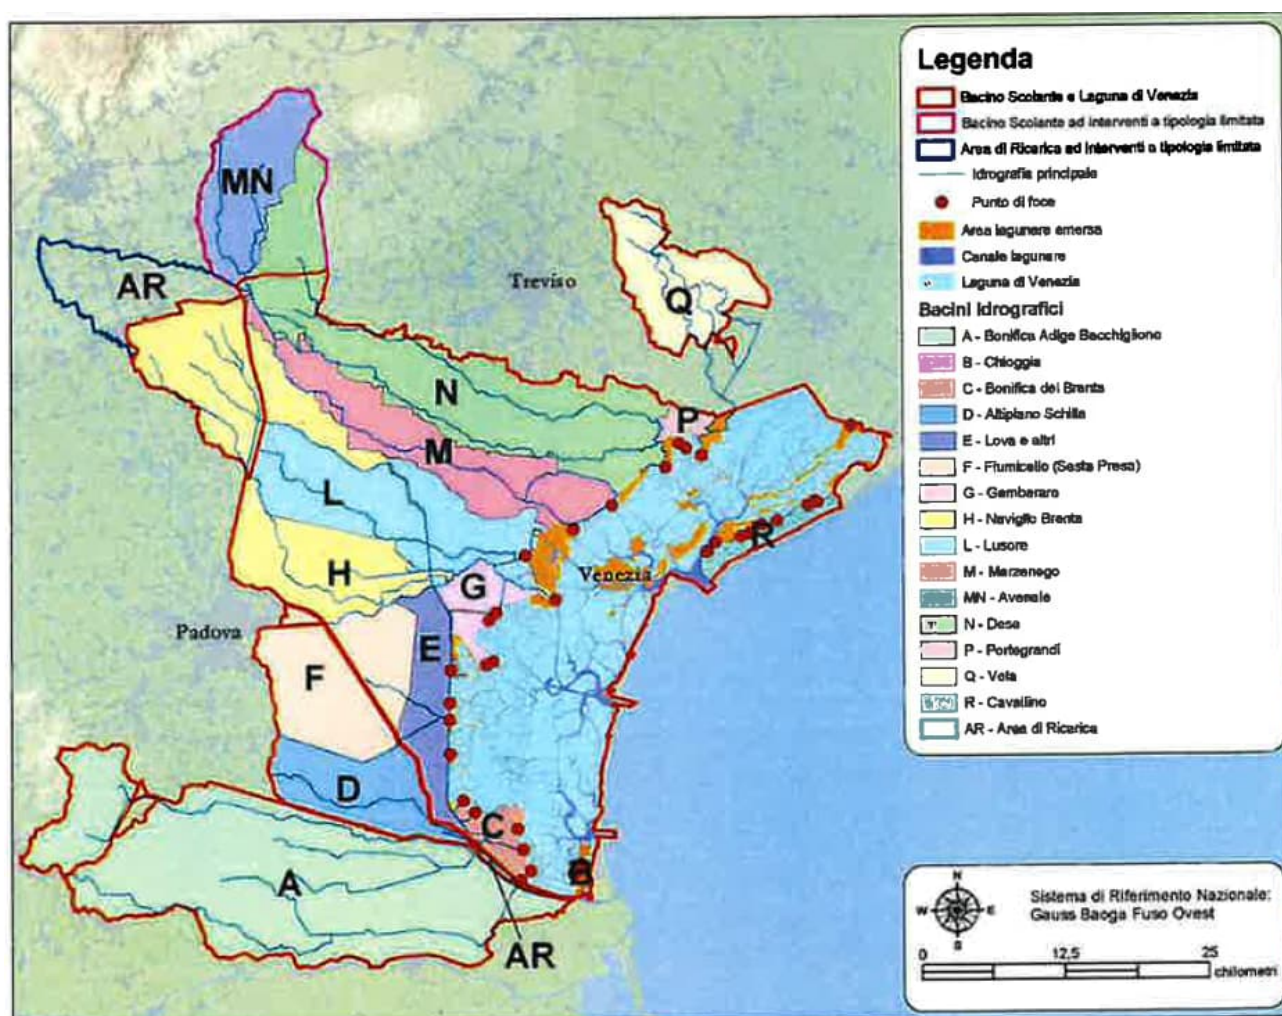 MN
AR
Treviso
Q
N
P
M
L
R
H
Venezia
G
Padova
E
F
D
C
B
A
AR
Legenda
Bacino Scolante e Laguna di Venezia
Bacino Scolante ad interventi a tipologia limitata
Area di Ricarica ad interventi a tipologia limitata
Idrografia principale
Punto di foce
Area lagunare emersa
Canale lagunare
Laguna di Venezia
Bacini Idrografici
A - Bonifica Adige Bacchiglione
B - Chioggia
C - Bonifica del Brenta
D - Altipiano Schilla
E - Lova e altri
F - Fiumicello (Sesta Presa)
G - Gambarare
H - Naviglio Brenta
L - Lusore
M - Marzenego
MN - Avenale
N - Dese
P - Portegrandi
Q - Vela
R - Cavallino
AR - Area di Ricarica
N
W E
S
Sistema di Riferimento Nazionale:
Gauss Baoga Fuso Ovest
0 12,5 25
chilometri